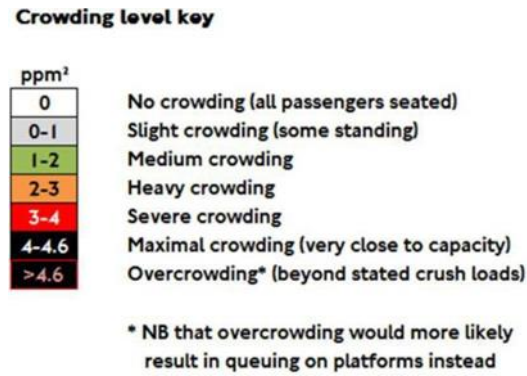 Crowding level key
ppm²
0 No crowding (all passengers seated)
0-1 Slight crowding (some standing)
1-2 Medium crowding
2-3 Heavy crowding
3-4 Severe crowding
4-4.6 Maximal crowding (very close to capacity)
>4.6 Overcrowding* (beyond stated crush loads)
* NB that overcrowding would more likely
result in queuing on platforms instead